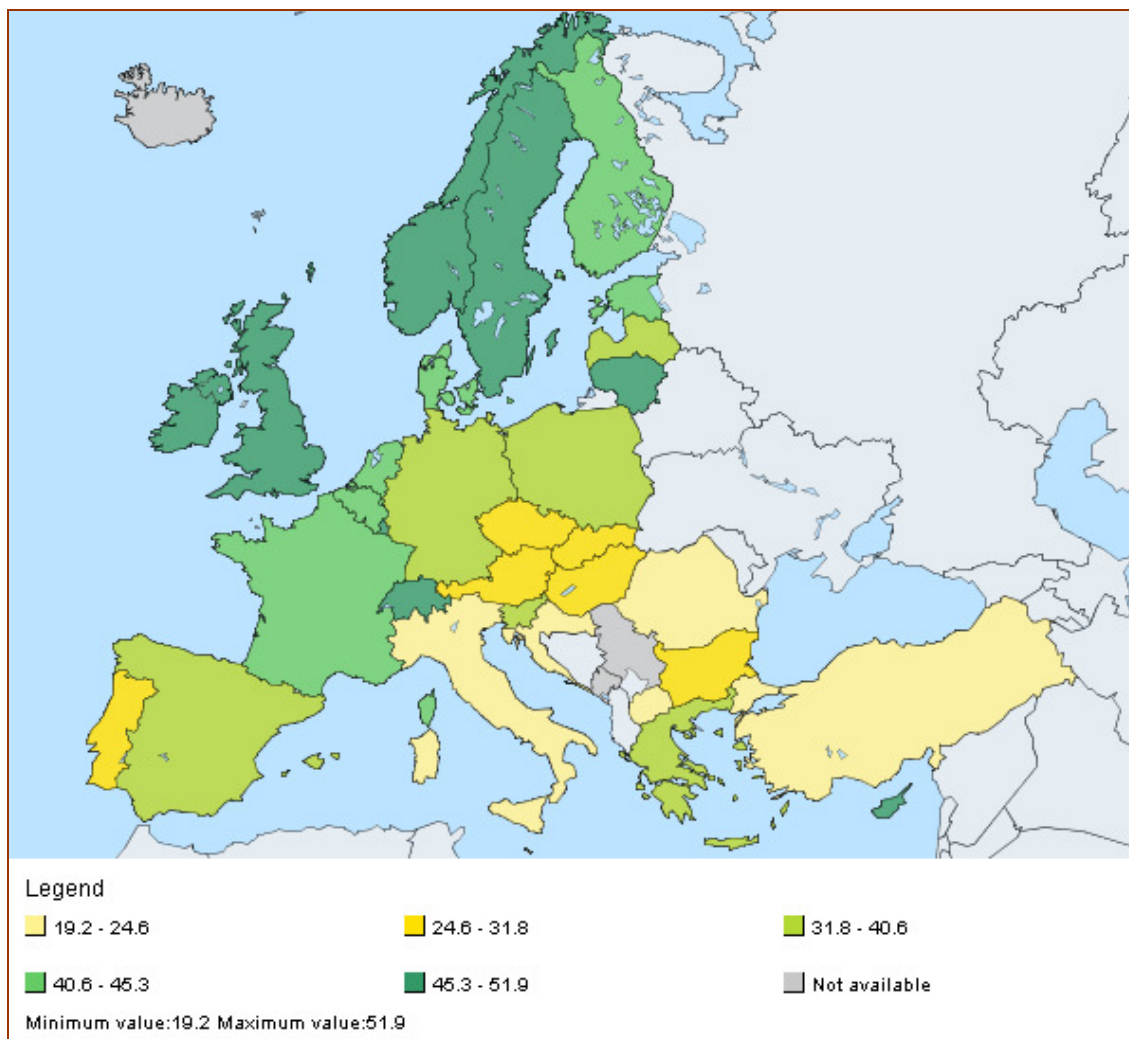 Legend
19.2 - 24.6 24.6 - 31.8 31.8 - 40.6
40.6 - 45.3 45.3 - 51.9 Not available
Minimum value:19.2 Maximum value:51.9